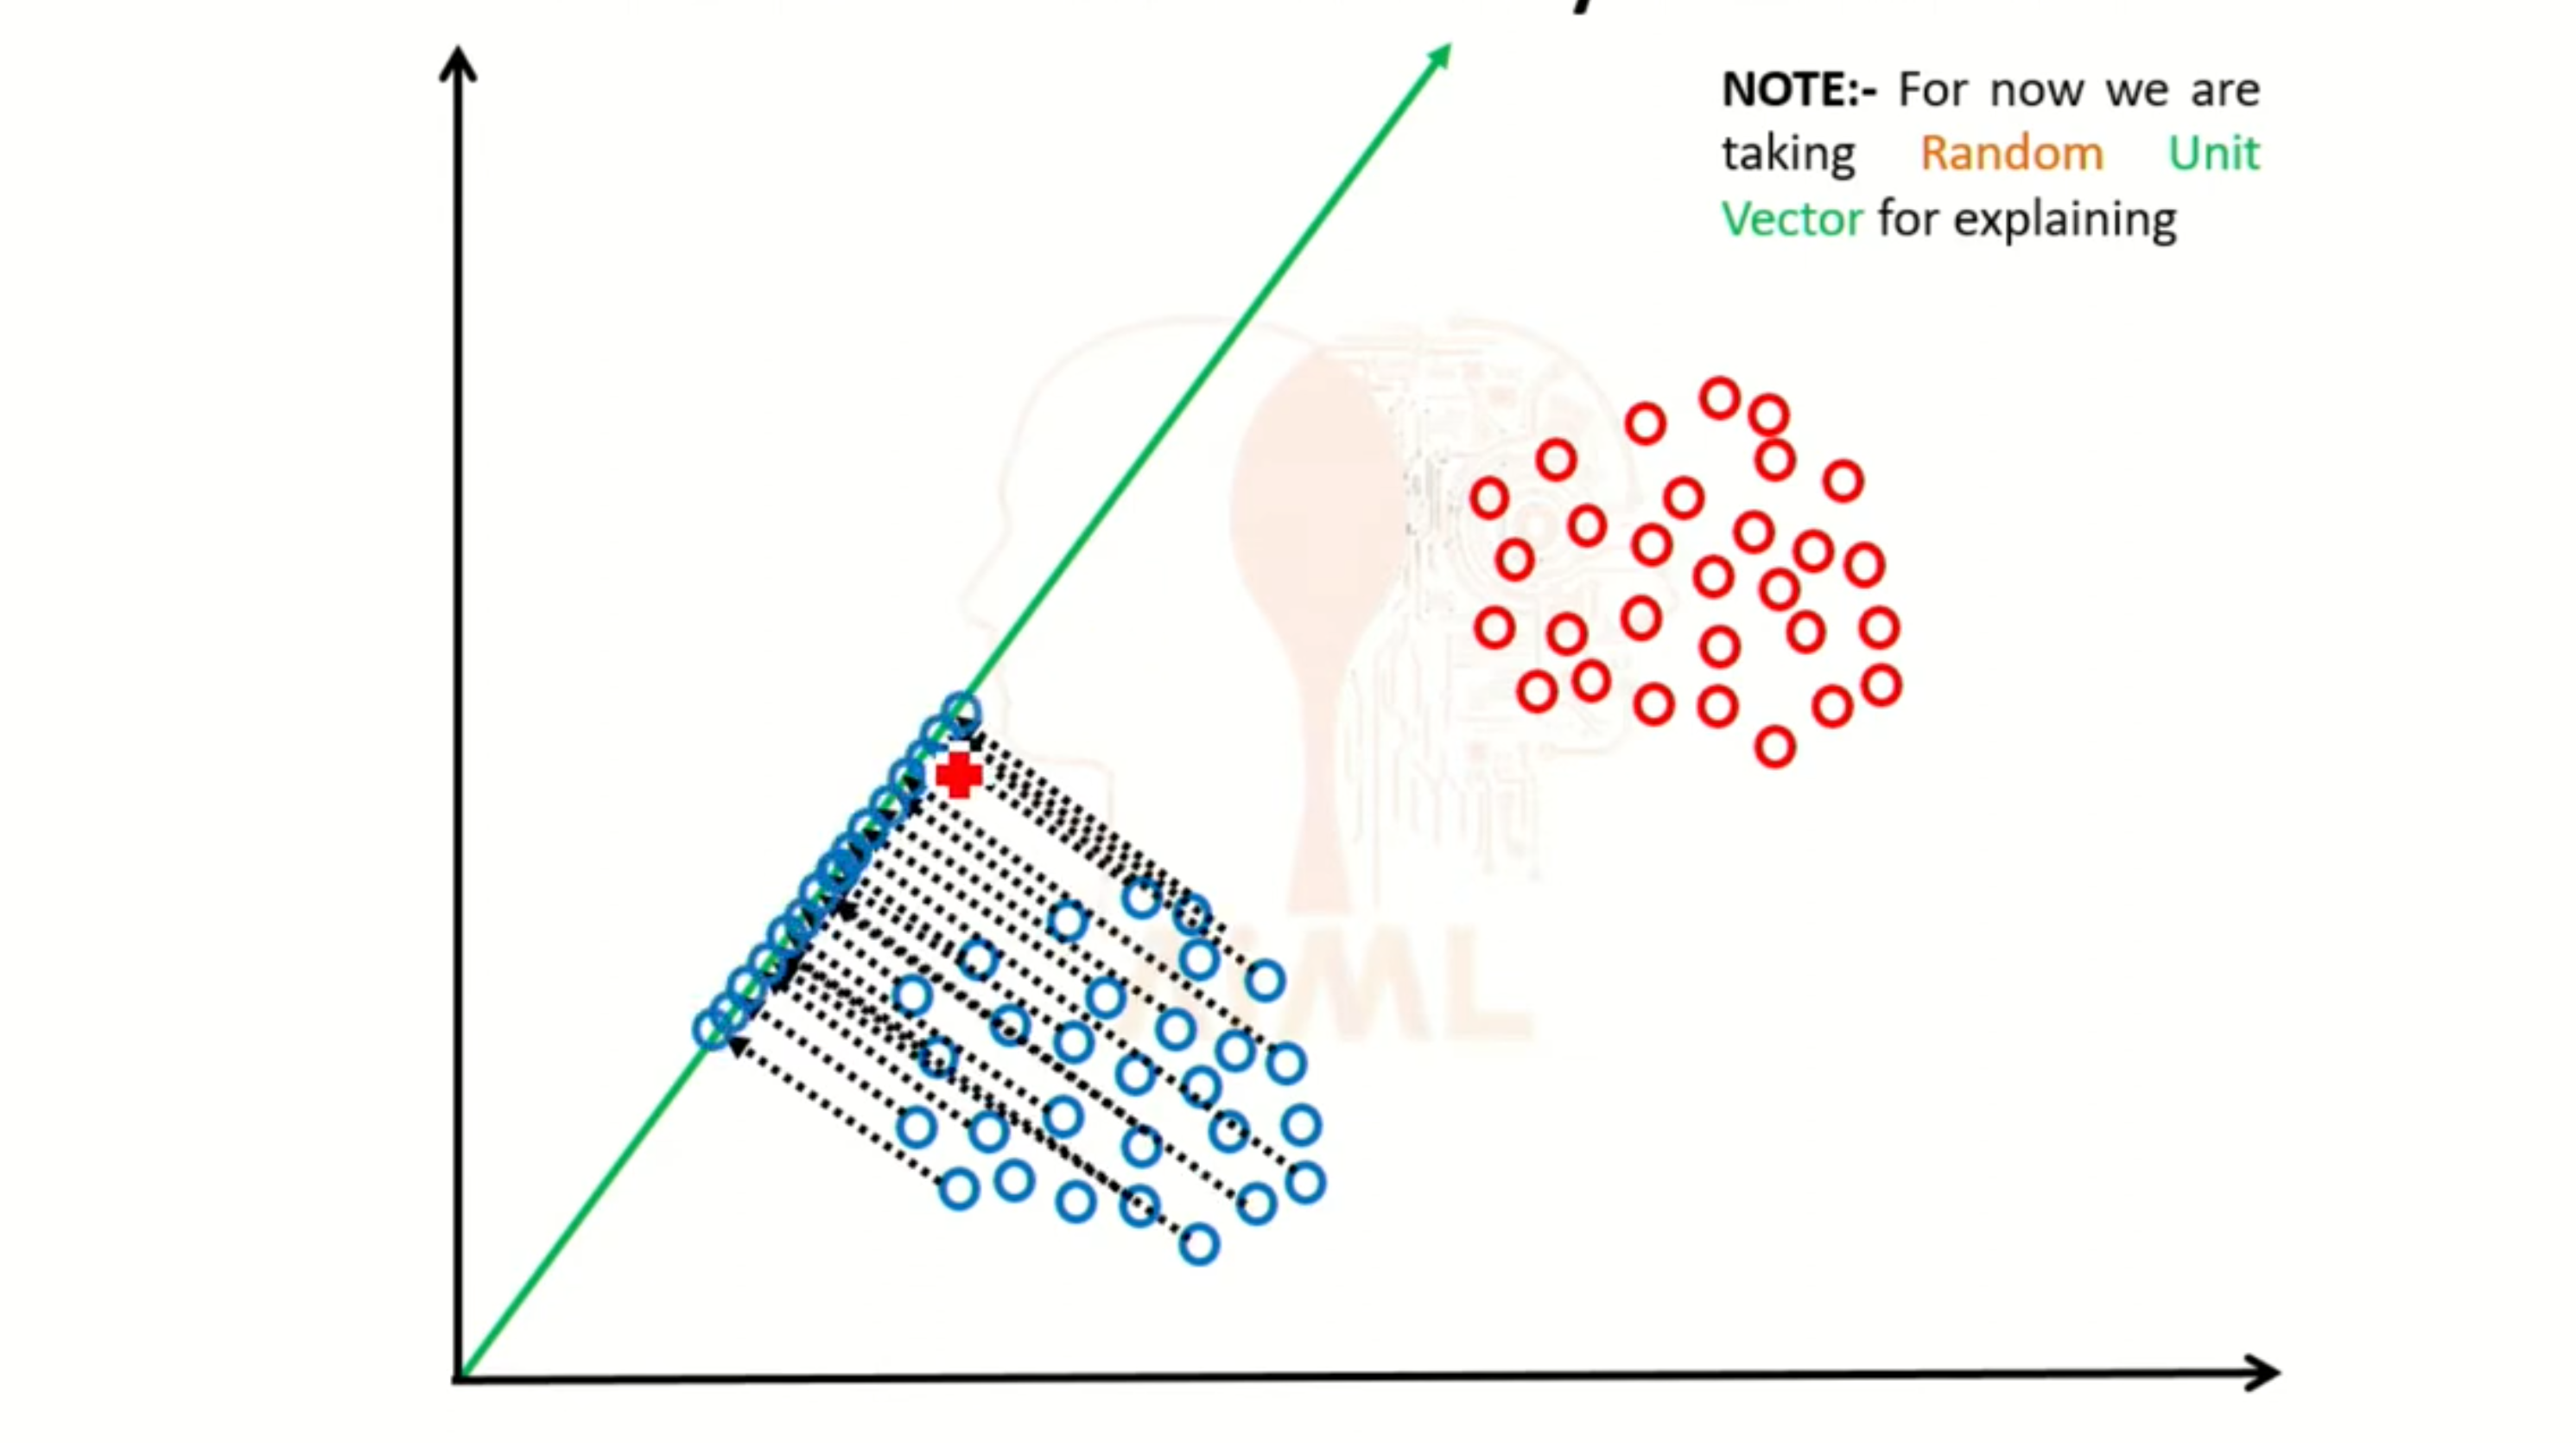 NOTE:- For now we are
taking Random Unit
Vector for explaining